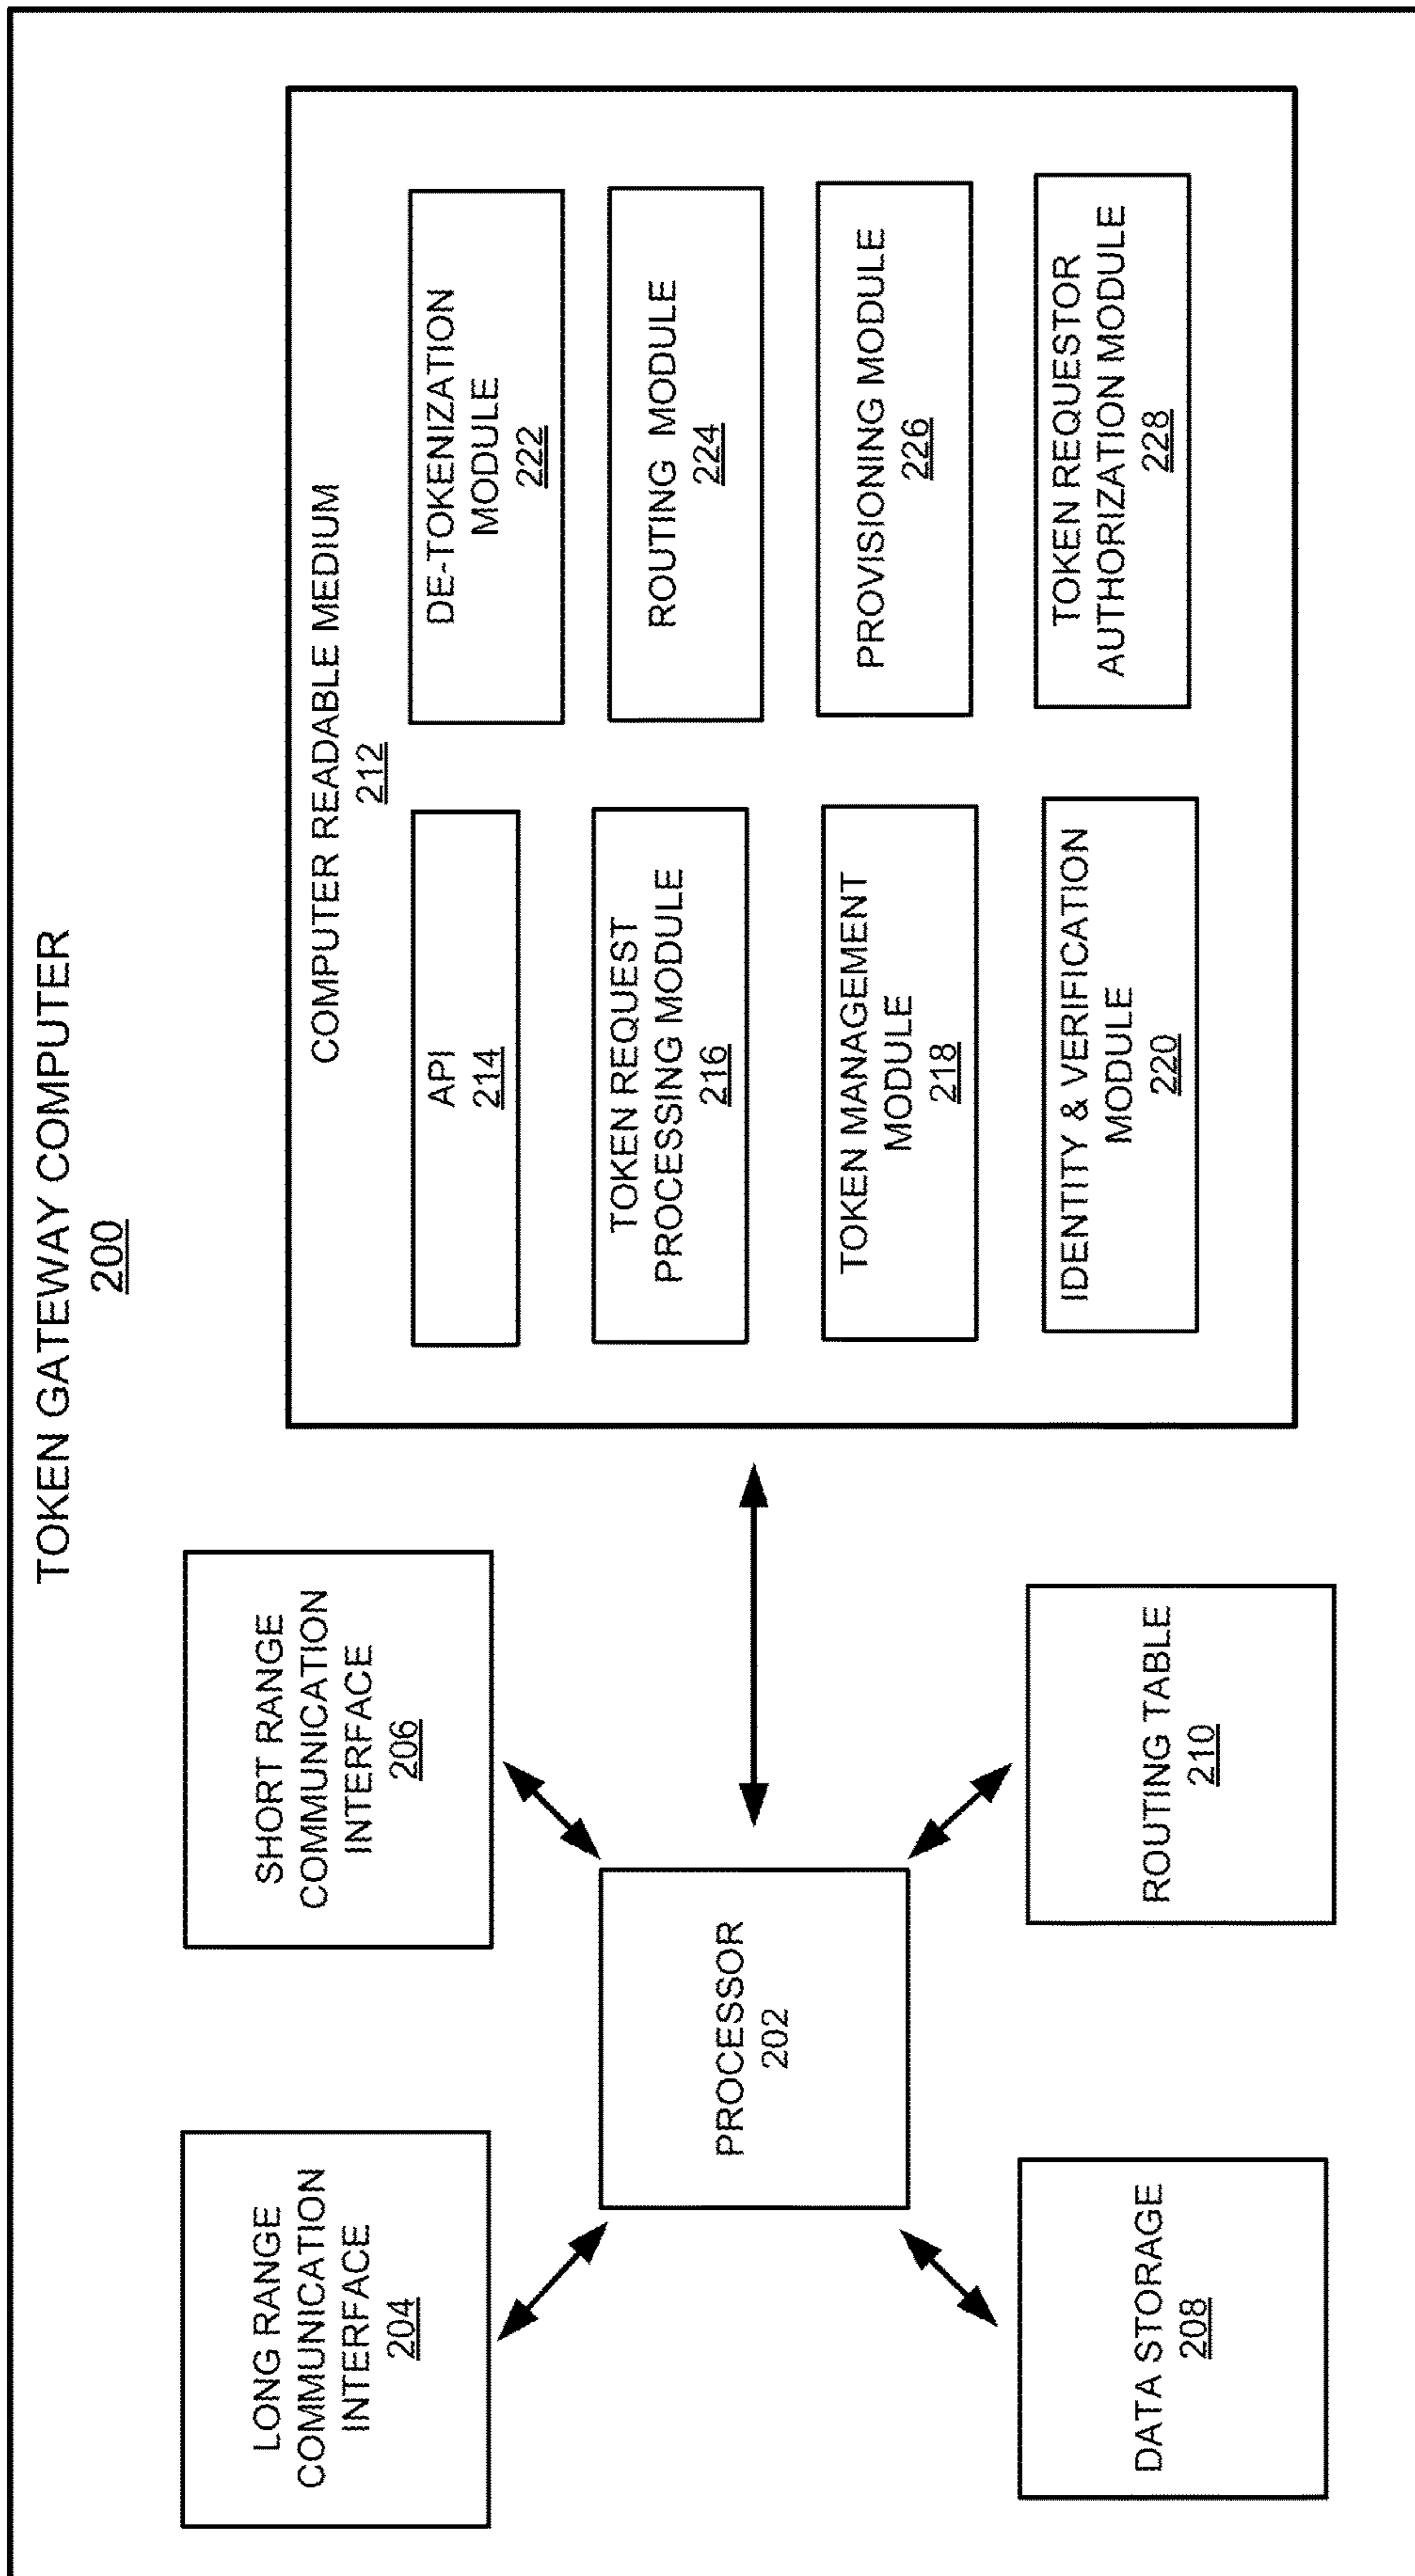 TOKEN GATEWAY COMPUTER
200
LONG RANGE
COMMUNICATION
INTERFACE
204
SHORT RANGE
COMMUNICATION
INTERFACE
206
PROCESSOR
202
DATA STORAGE
208
ROUTING TABLE
210
COMPUTER READABLE MEDIUM
212
API
214
TOKEN REQUEST
PROCESSING MODULE
216
TOKEN MANAGEMENT
MODULE
218
IDENTITY & VERIFICATION
MODULE
220
DE-TOKENIZATION
MODULE
222
ROUTING MODULE
224
PROVISIONING MODULE
226
TOKEN REQUESTOR
AUTHORIZATION MODULE
228